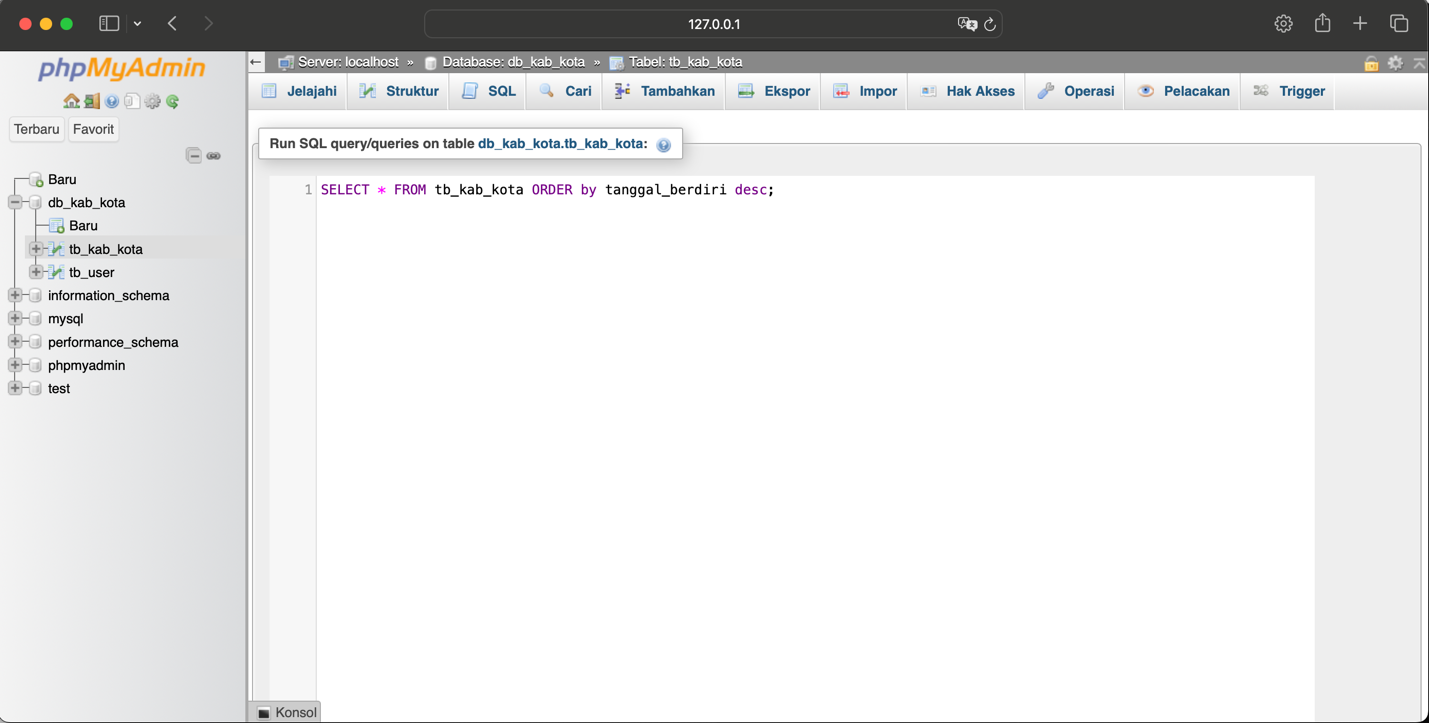 127.0.0.1
phpMyAdmin
Server: localhost » Database: db_kab_kota » Tabel: tb_kab_kota
Jelajahi Struktur SQL Cari Tambahkan Ekspor Impor Hak Akses Operasi Pelacakan Trigger
Terbaru Favorit
Baru
db_kab_kota
Baru
tb_kab_kota
tb_user
information_schema
mysql
performance_schema
phpmyadmin
test
Run SQL query/queries on table db_kab_kota.tb_kab_kota:
1 SELECT * FROM tb_kab_kota ORDER by tanggal_berdiri desc;
Konsol